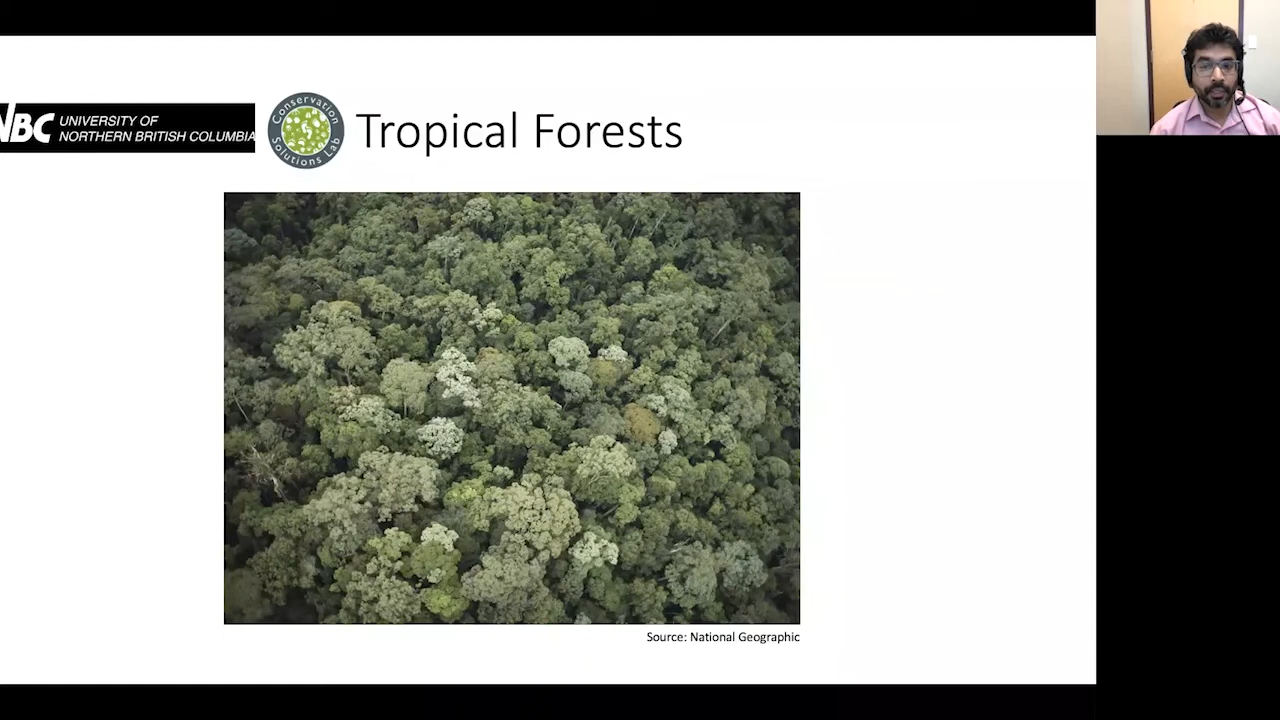 NBC UNIVERSITY OF
NORTHERN BRITISH COLUMBIA
Conservation
Solutions Lab
Tropical Forests
Source: National Geographic